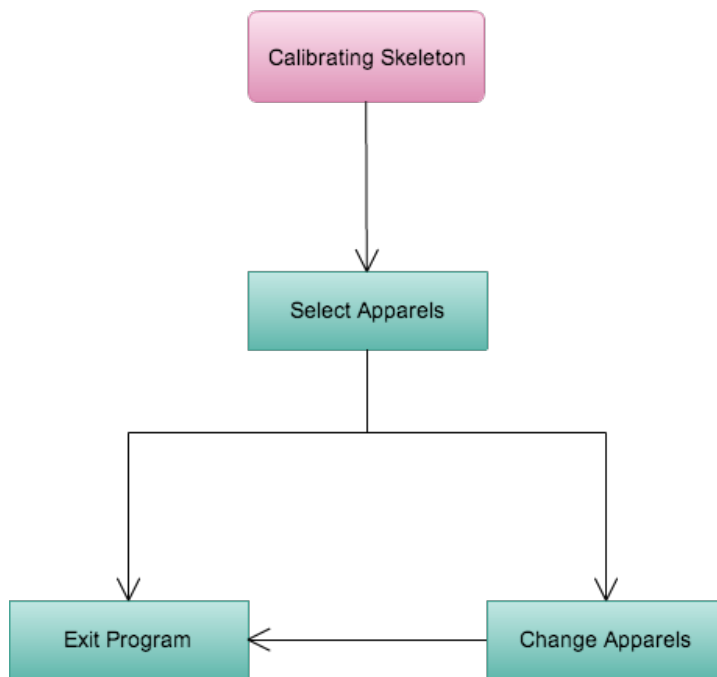 Calibrating Skeleton
Select Apparels
Exit Program
Change Apparels